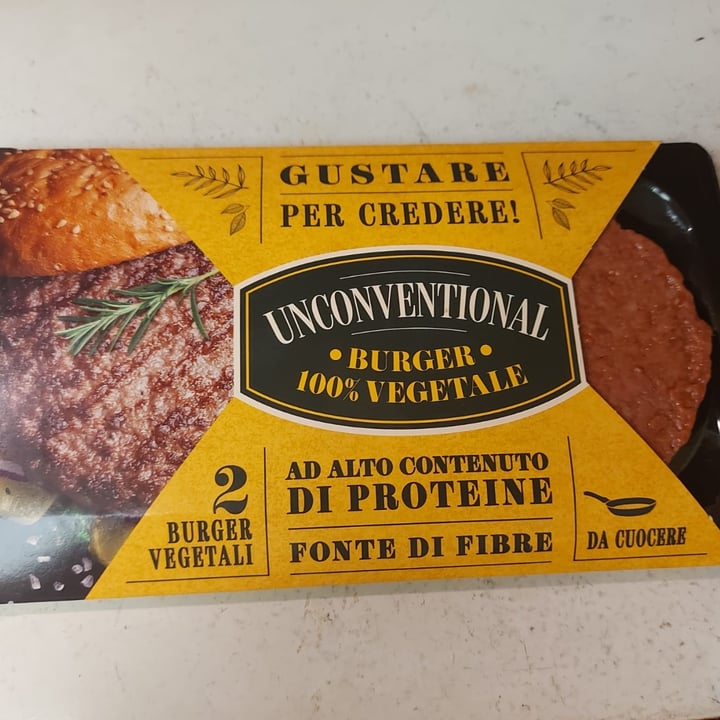 GUSTARE
PER CREDERE!
UNCONVENTIONAL
• BURGER •
100% VEGETALE
2
BURGER
VEGETALI
AD ALTO CONTENUTO
DI PROTEINE
FONTE DI FIBRE
DA CUOCERE